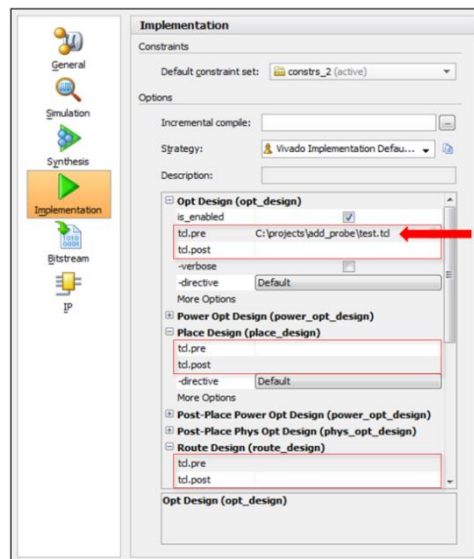 General
Simulation
Synthesis
Implementation
Bitstream
IP
Implementation
Constraints
Default constraint set: constrs_2 (active)
Options
Incremental compile:
Strategy: Vivado Implementation Defau...
Description:
Opt Design (opt_design)
is_enabled
tcl.pre C:\projects\add_probe\test.tcl
tcl.post
-verbose
-directive Default
More Options
Power Opt Design (power_opt_design)
Place Design (place_design)
tcl.pre
tcl.post
-directive Default
More Options
Post-Place Power Opt Design (power_opt_design)
Post-Place Phys Opt Design (phys_opt_design)
Route Design (route_design)
tcl.pre
tcl.post
Opt Design (opt_design)